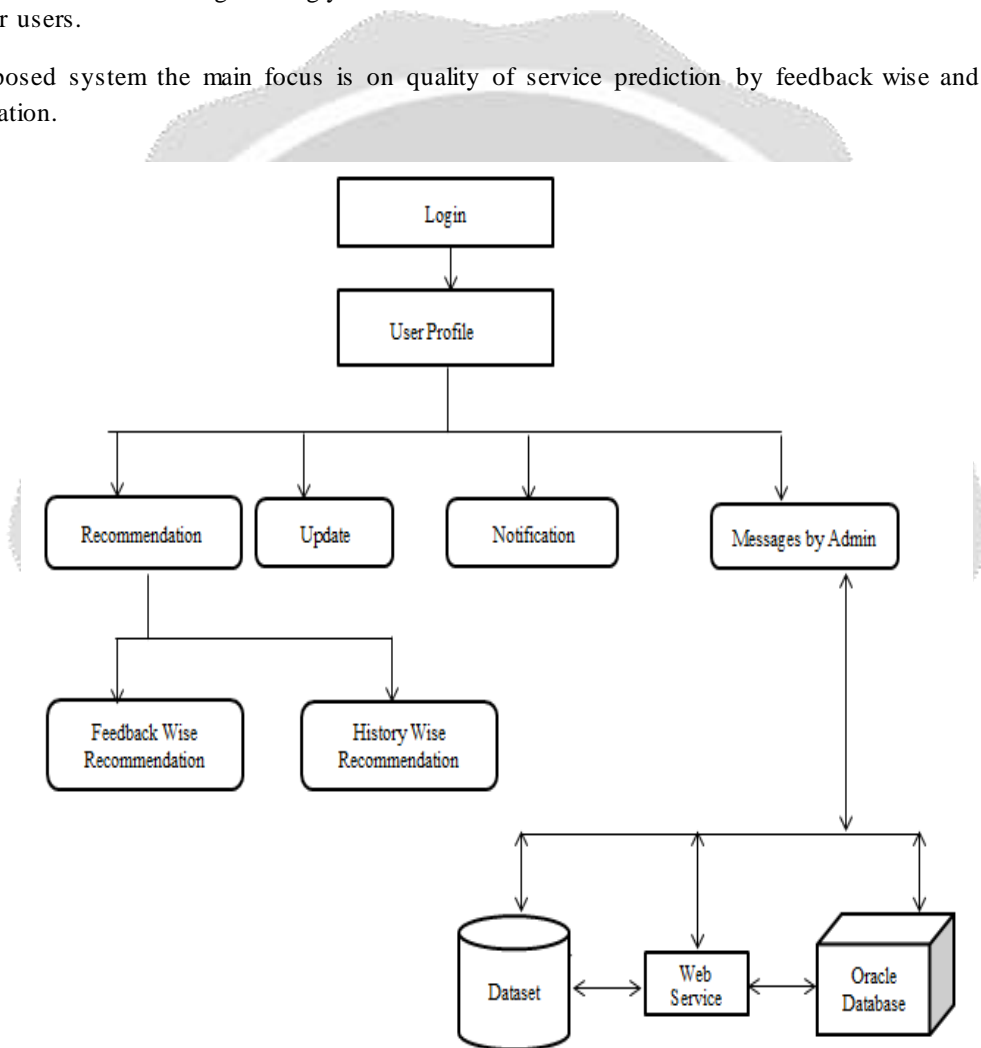 r users.
posed system the main focus is on quality of service prediction by feedback wise and
ation.
Login
User Profile
Recommendation
Update
Notification
Messages by Admin
Feedback Wise
Recommendation
History Wise
Recommendation
Dataset
Web
Service
Oracle
Database